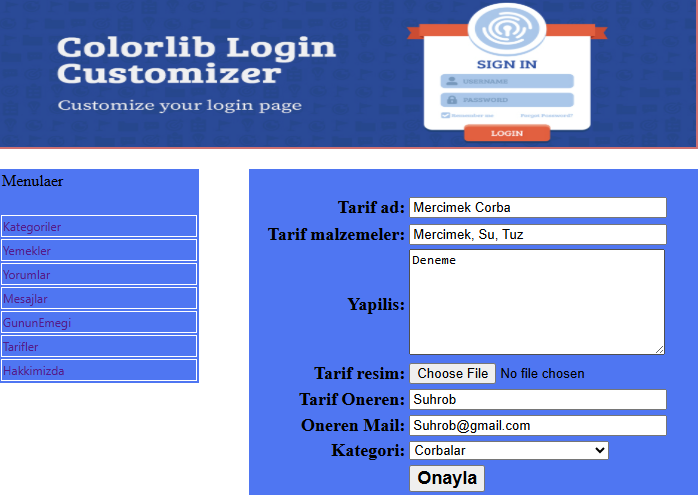 Colorlib Login
Customizer
Customize your login page
SIGN IN
USERNAME
PASSWORD
Remember me Forgot Password?
LOGIN
Menulaer
Kategoriler
Yemekler
Yorumlar
Mesajlar
GununEmegi
Tarifler
Hakkimizda
Tarif ad: Mercimek Corba
Tarif malzemeler: Mercimek, Su, Tuz
Yapilis: Deneme
Tarif resim: Choose File No file chosen
Tarif Oneren: Suhrob
Oneren Mail: Suhrob@gmail.com
Kategori: Corbalar
Onayla